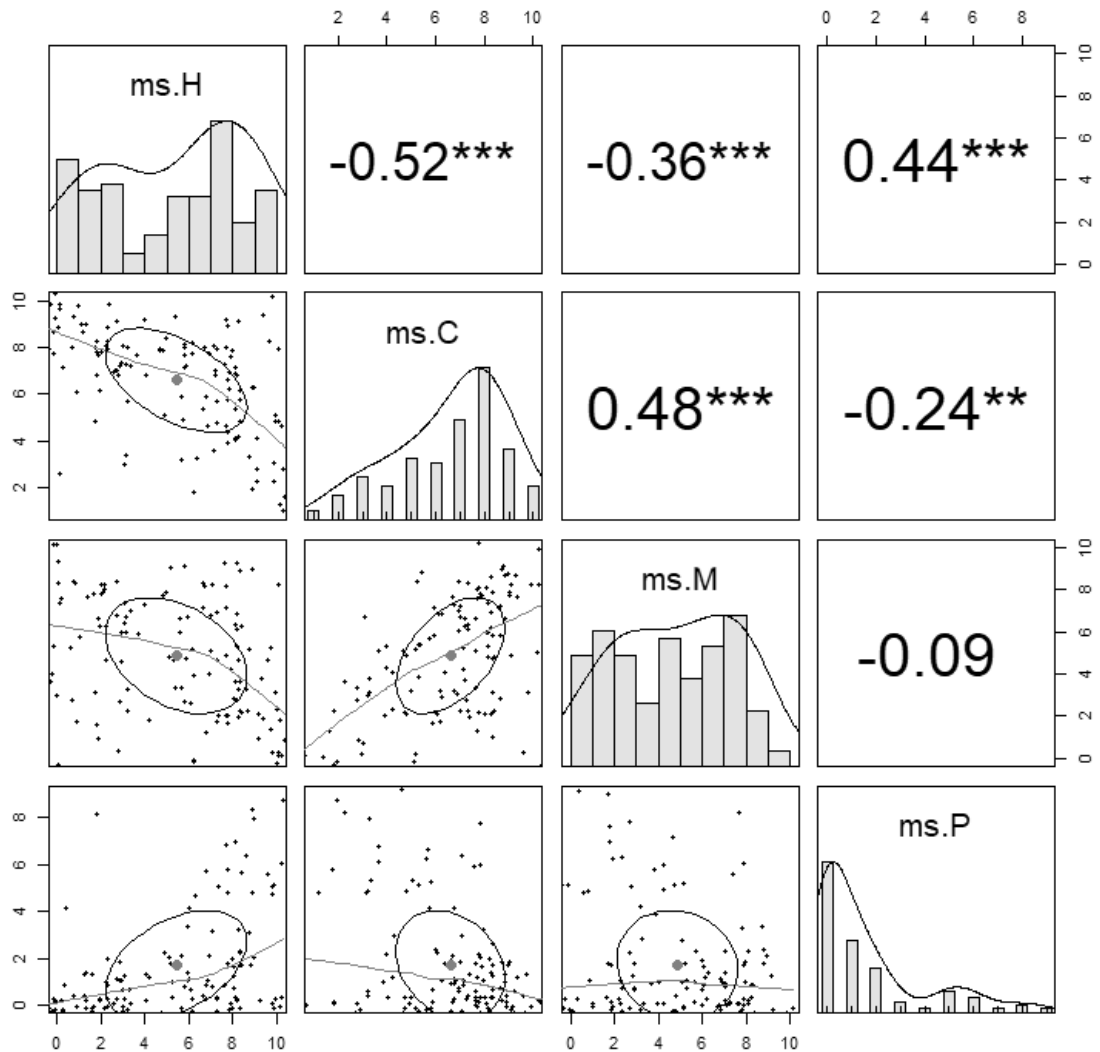 2 4 6 8 10 0 2 4 6 8
ms.H -0.52*** -0.36*** 0.44*** 0 2 4 6 8 10
2 4 6 8 10 ms.C 0.48*** -0.24**
ms.M -0.09 0 2 4 6 8 10
0 2 4 6 8 ms.P
0 2 4 6 8 10 0 2 4 6 8 10